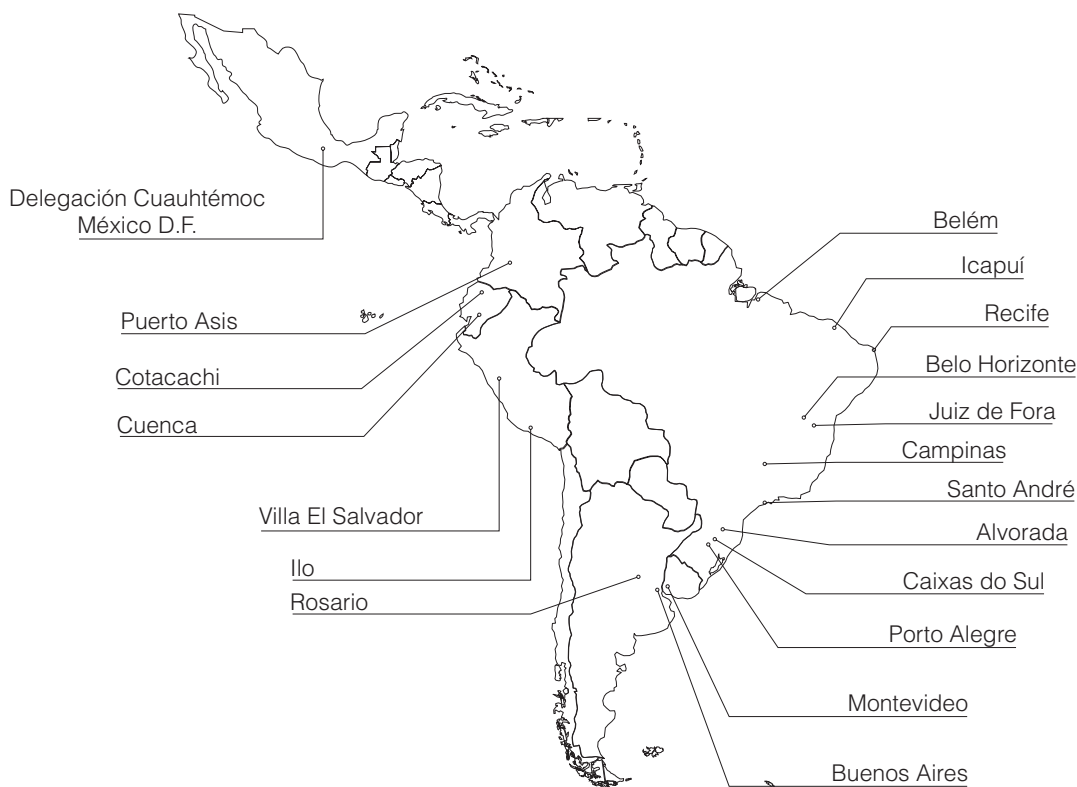 Delegación Cuauhtémoc
México D.F.
Puerto Asis
Cotacachi
Cuenca
Villa El Salvador
Ilo
Rosario
Belém
Icapuí
Recife
Belo Horizonte
Juiz de Fora
Campinas
Santo André
Alvorada
Caixas do Sul
Porto Alegre
Montevideo
Buenos Aires